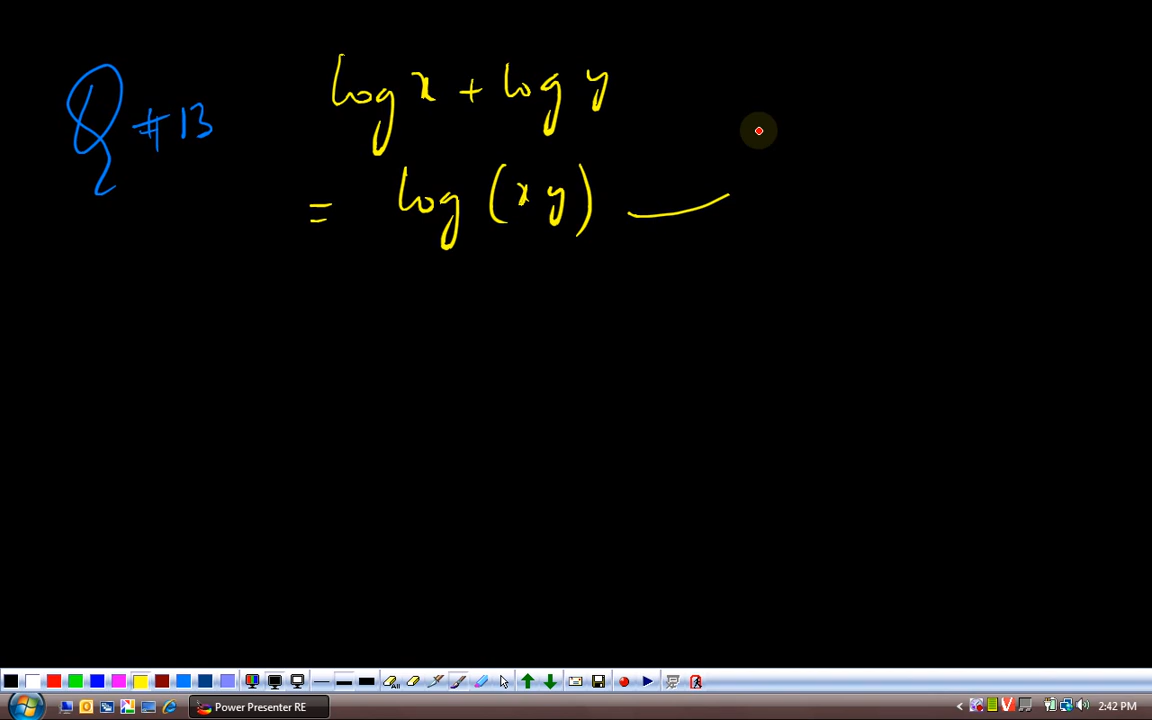 Q #13
log x + log y
= log (xy)
Power Presenter RE
2:42 PM